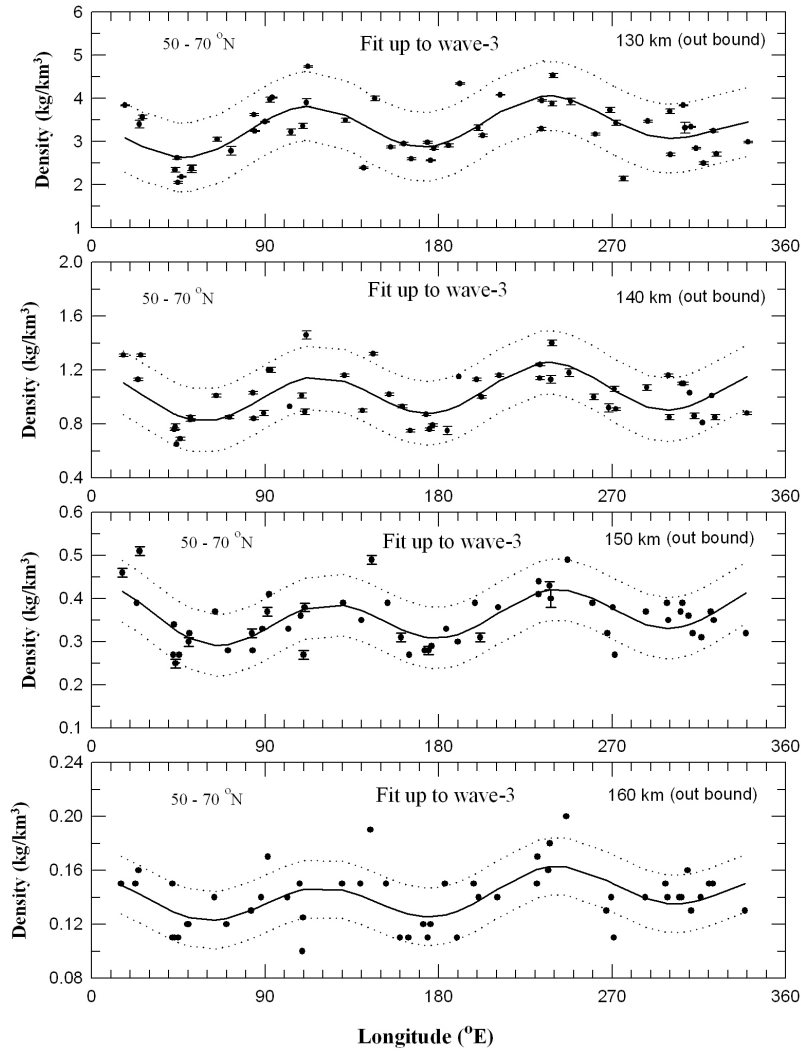 50 - 70 °N Fit up to wave-3 130 km (out bound)
Density (kg/km³)
6
5
4
3
2
1
0 90 180 270 360
50 - 70 °N Fit up to wave-3 140 km (out bound)
Density (kg/km³)
2.0
1.6
1.2
0.8
0.4
0 90 180 270 360
50 - 70 °N Fit up to wave-3 150 km (out bound)
Density (kg/km³)
0.6
0.5
0.4
0.3
0.2
0.1
0 90 180 270 360
50 - 70 °N Fit up to wave-3 160 km (out bound)
Density (kg/km³)
0.24
0.20
0.16
0.12
0.08
0 90 180 270 360
Longitude (°E)